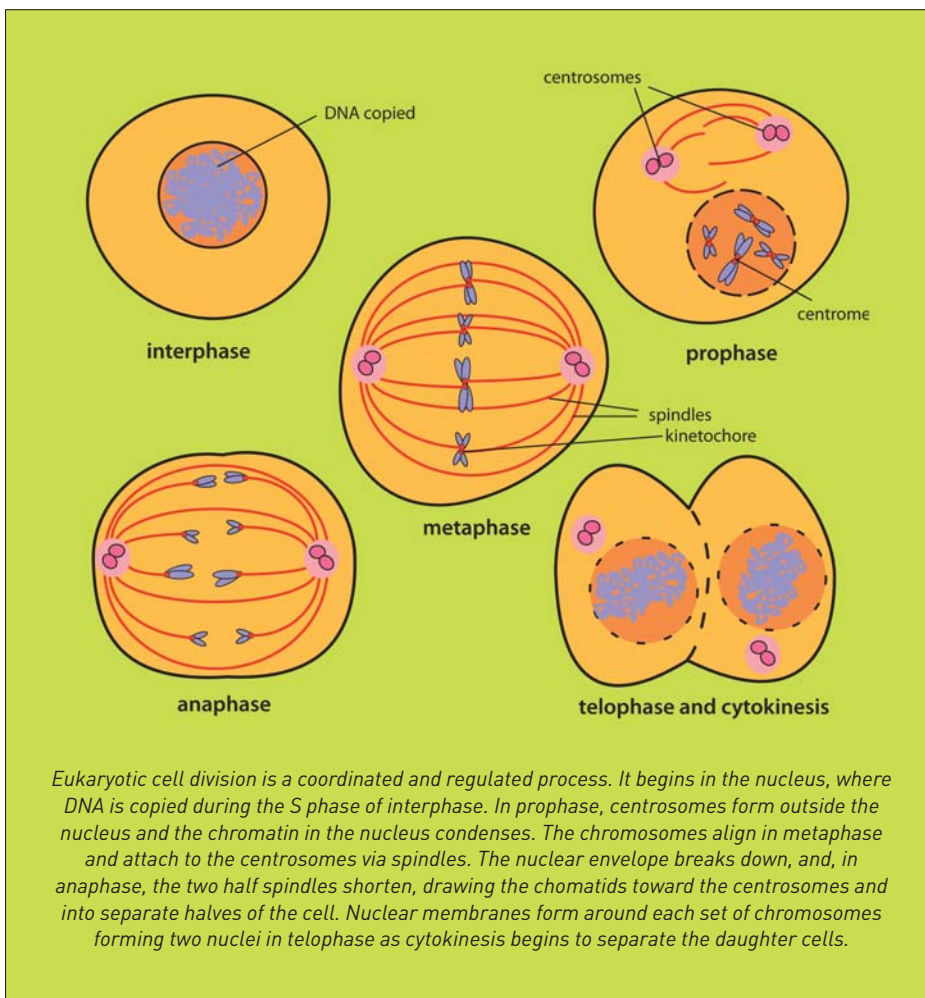 centrosomes
DNA copied
centrome
interphase
prophase
spindles
kinetochore
metaphase
anaphase
telophase and cytokinesis
Eukaryotic cell division is a coordinated and regulated process. It begins in the nucleus, where
DNA is copied during the S phase of interphase. In prophase, centrosomes form outside the
nucleus and the chromatin in the nucleus condenses. The chromosomes align in metaphase
and attach to the centrosomes via spindles. The nuclear envelope breaks down, and, in
anaphase, the two half spindles shorten, drawing the chomatids toward the centrosomes and
into separate halves of the cell. Nuclear membranes form around each set of chromosomes
forming two nuclei in telophase as cytokinesis begins to separate the daughter cells.